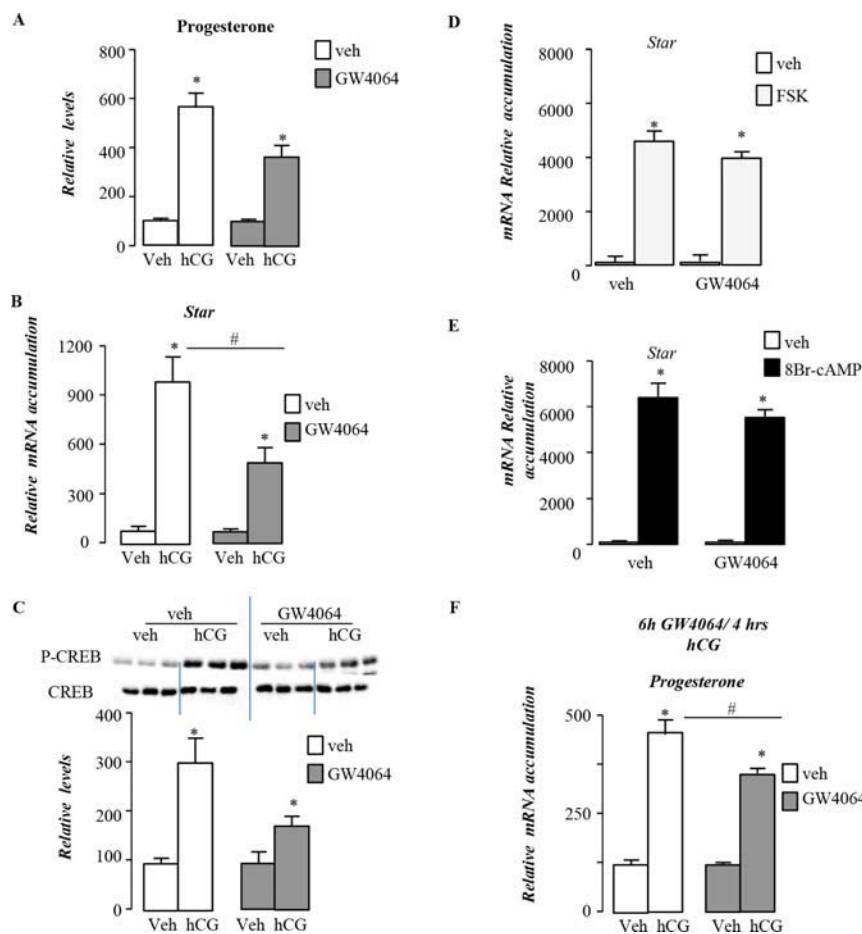 A
Progesterone
Relative levels
800
600
400
200
0
*
*
veh
GW4064
Veh hCG Veh hCG
B
Star
Relative mRNA accumulation
1200
900
600
300
0
*
#
*
veh
GW4064
Veh hCG Veh hCG
C
veh GW4064
veh hCG veh hCG
P-CREB
CREB
Relative levels
400
300
200
100
0
*
*
veh
GW4064
Veh hCG Veh hCG
D
Star
mRNA Relative accumulation
8000
6000
4000
2000
0
*
*
veh
FSK
veh GW4064
E
Star
mRNA Relative
accumulation
8000
6000
4000
2000
0
*
*
veh
8Br-cAMP
veh GW4064
F
6h GW4064/ 4 hrs
hCG
Progesterone
Relative mRNA accumulation
500
250
0
*
#
*
veh
GW4064
Veh hCG Veh hCG